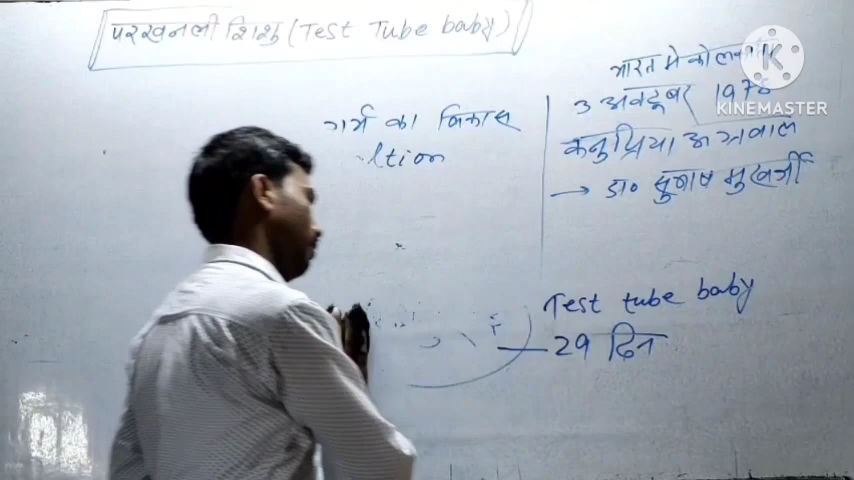 परखनली शिशु (Test Tube baby)
गर्भ का विकास
ltion
भारत में कोलकाता
3 अक्टूबर 1978
कनुप्रिया अग्रवाल
→ डा० सुभाष मुखर्जी
Test tube baby
29 दिन
K
KINEMASTER